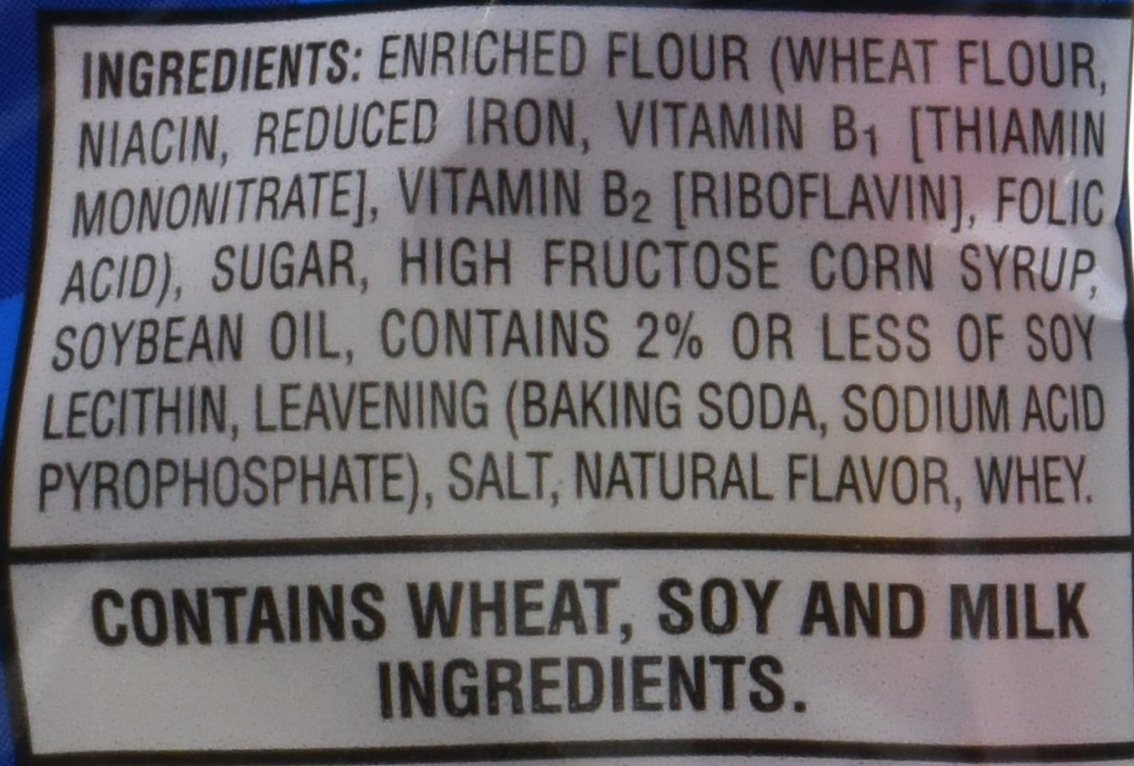 INGREDIENTS: ENRICHED FLOUR (WHEAT FLOUR,
NIACIN, REDUCED IRON, VITAMIN B1 [THIAMIN
MONONITRATE], VITAMIN B2 [RIBOFLAVIN], FOLIC
ACID), SUGAR, HIGH FRUCTOSE CORN SYRUP,
SOYBEAN OIL, CONTAINS 2% OR LESS OF SOY
LECITHIN, LEAVENING (BAKING SODA, SODIUM ACID
PYROPHOSPHATE), SALT, NATURAL FLAVOR, WHEY.
CONTAINS WHEAT, SOY AND MILK
INGREDIENTS.